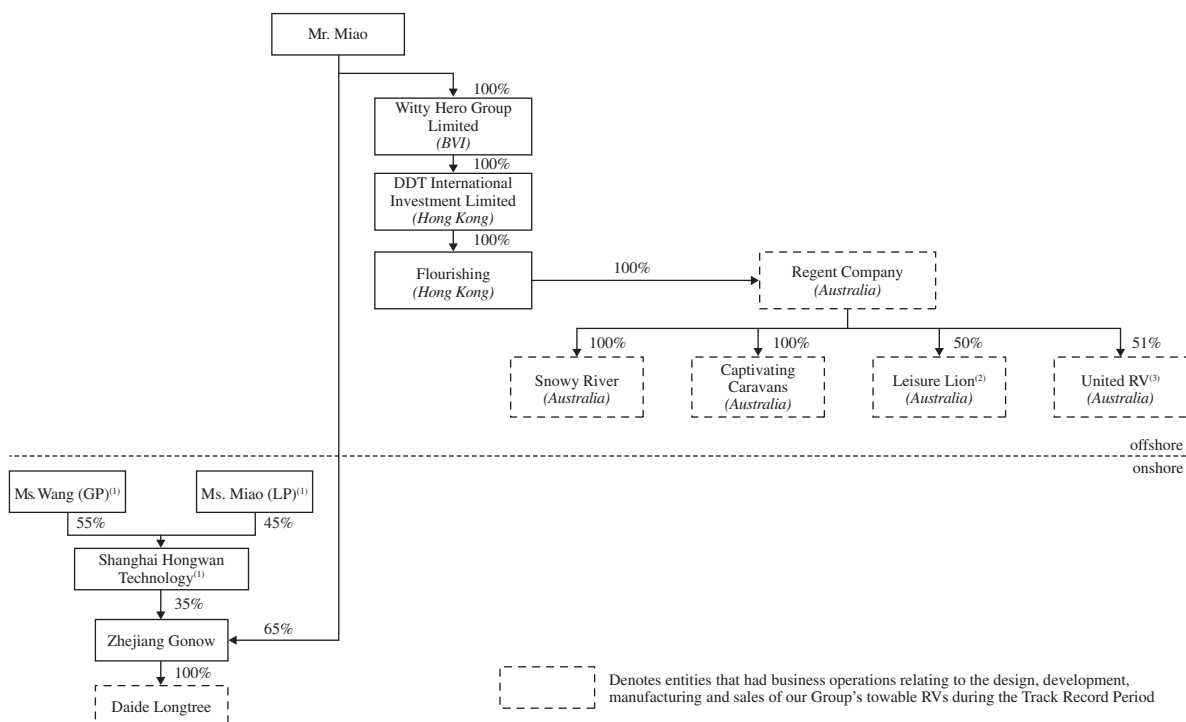 Mr. Miao
100%
Witty Hero Group
Limited
(BVI)
100%
DDT International
Investment Limited
(Hong Kong)
100%
Flourishing
(Hong Kong)
100%
Regent Company
(Australia)
100%
100%
50%
51%
Snowy River
(Australia)
Captivating
Caravans
(Australia)
Leisure Lion(2)
(Australia)
United RV(3)
(Australia)
offshore
onshore
Ms. Wang (GP)(1)
Ms. Miao (LP)(1)
55%
45%
Shanghai Hongwan
Technology(1)
35%
Zhejiang Gonow
65%
100%
Daide Longtree
Denotes entities that had business operations relating to the design, development,
manufacturing and sales of our Group's towable RVs during the Track Record Period